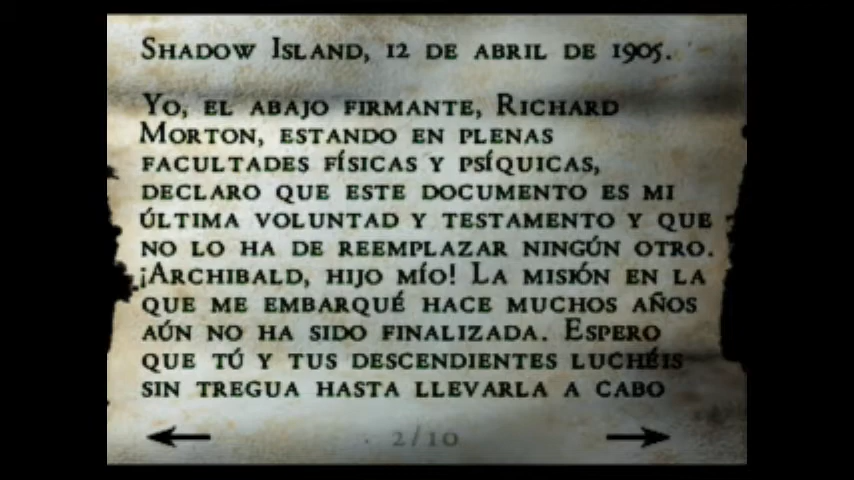 Shadow Island, 12 de abril de 1905.
Yo, el abajo firmante, Richard
Morton, estando en plenas
facultades físicas y psíquicas,
declaro que este documento es mi
última voluntad y testamento y que
no lo ha de reemplazar ningún otro.
¡Archibald, hijo mío! La misión en la
que me embarqué hace muchos años
aún no ha sido finalizada. Espero
que tú y tus descendientes luchéis
sin tregua hasta llevarla a cabo
2/10